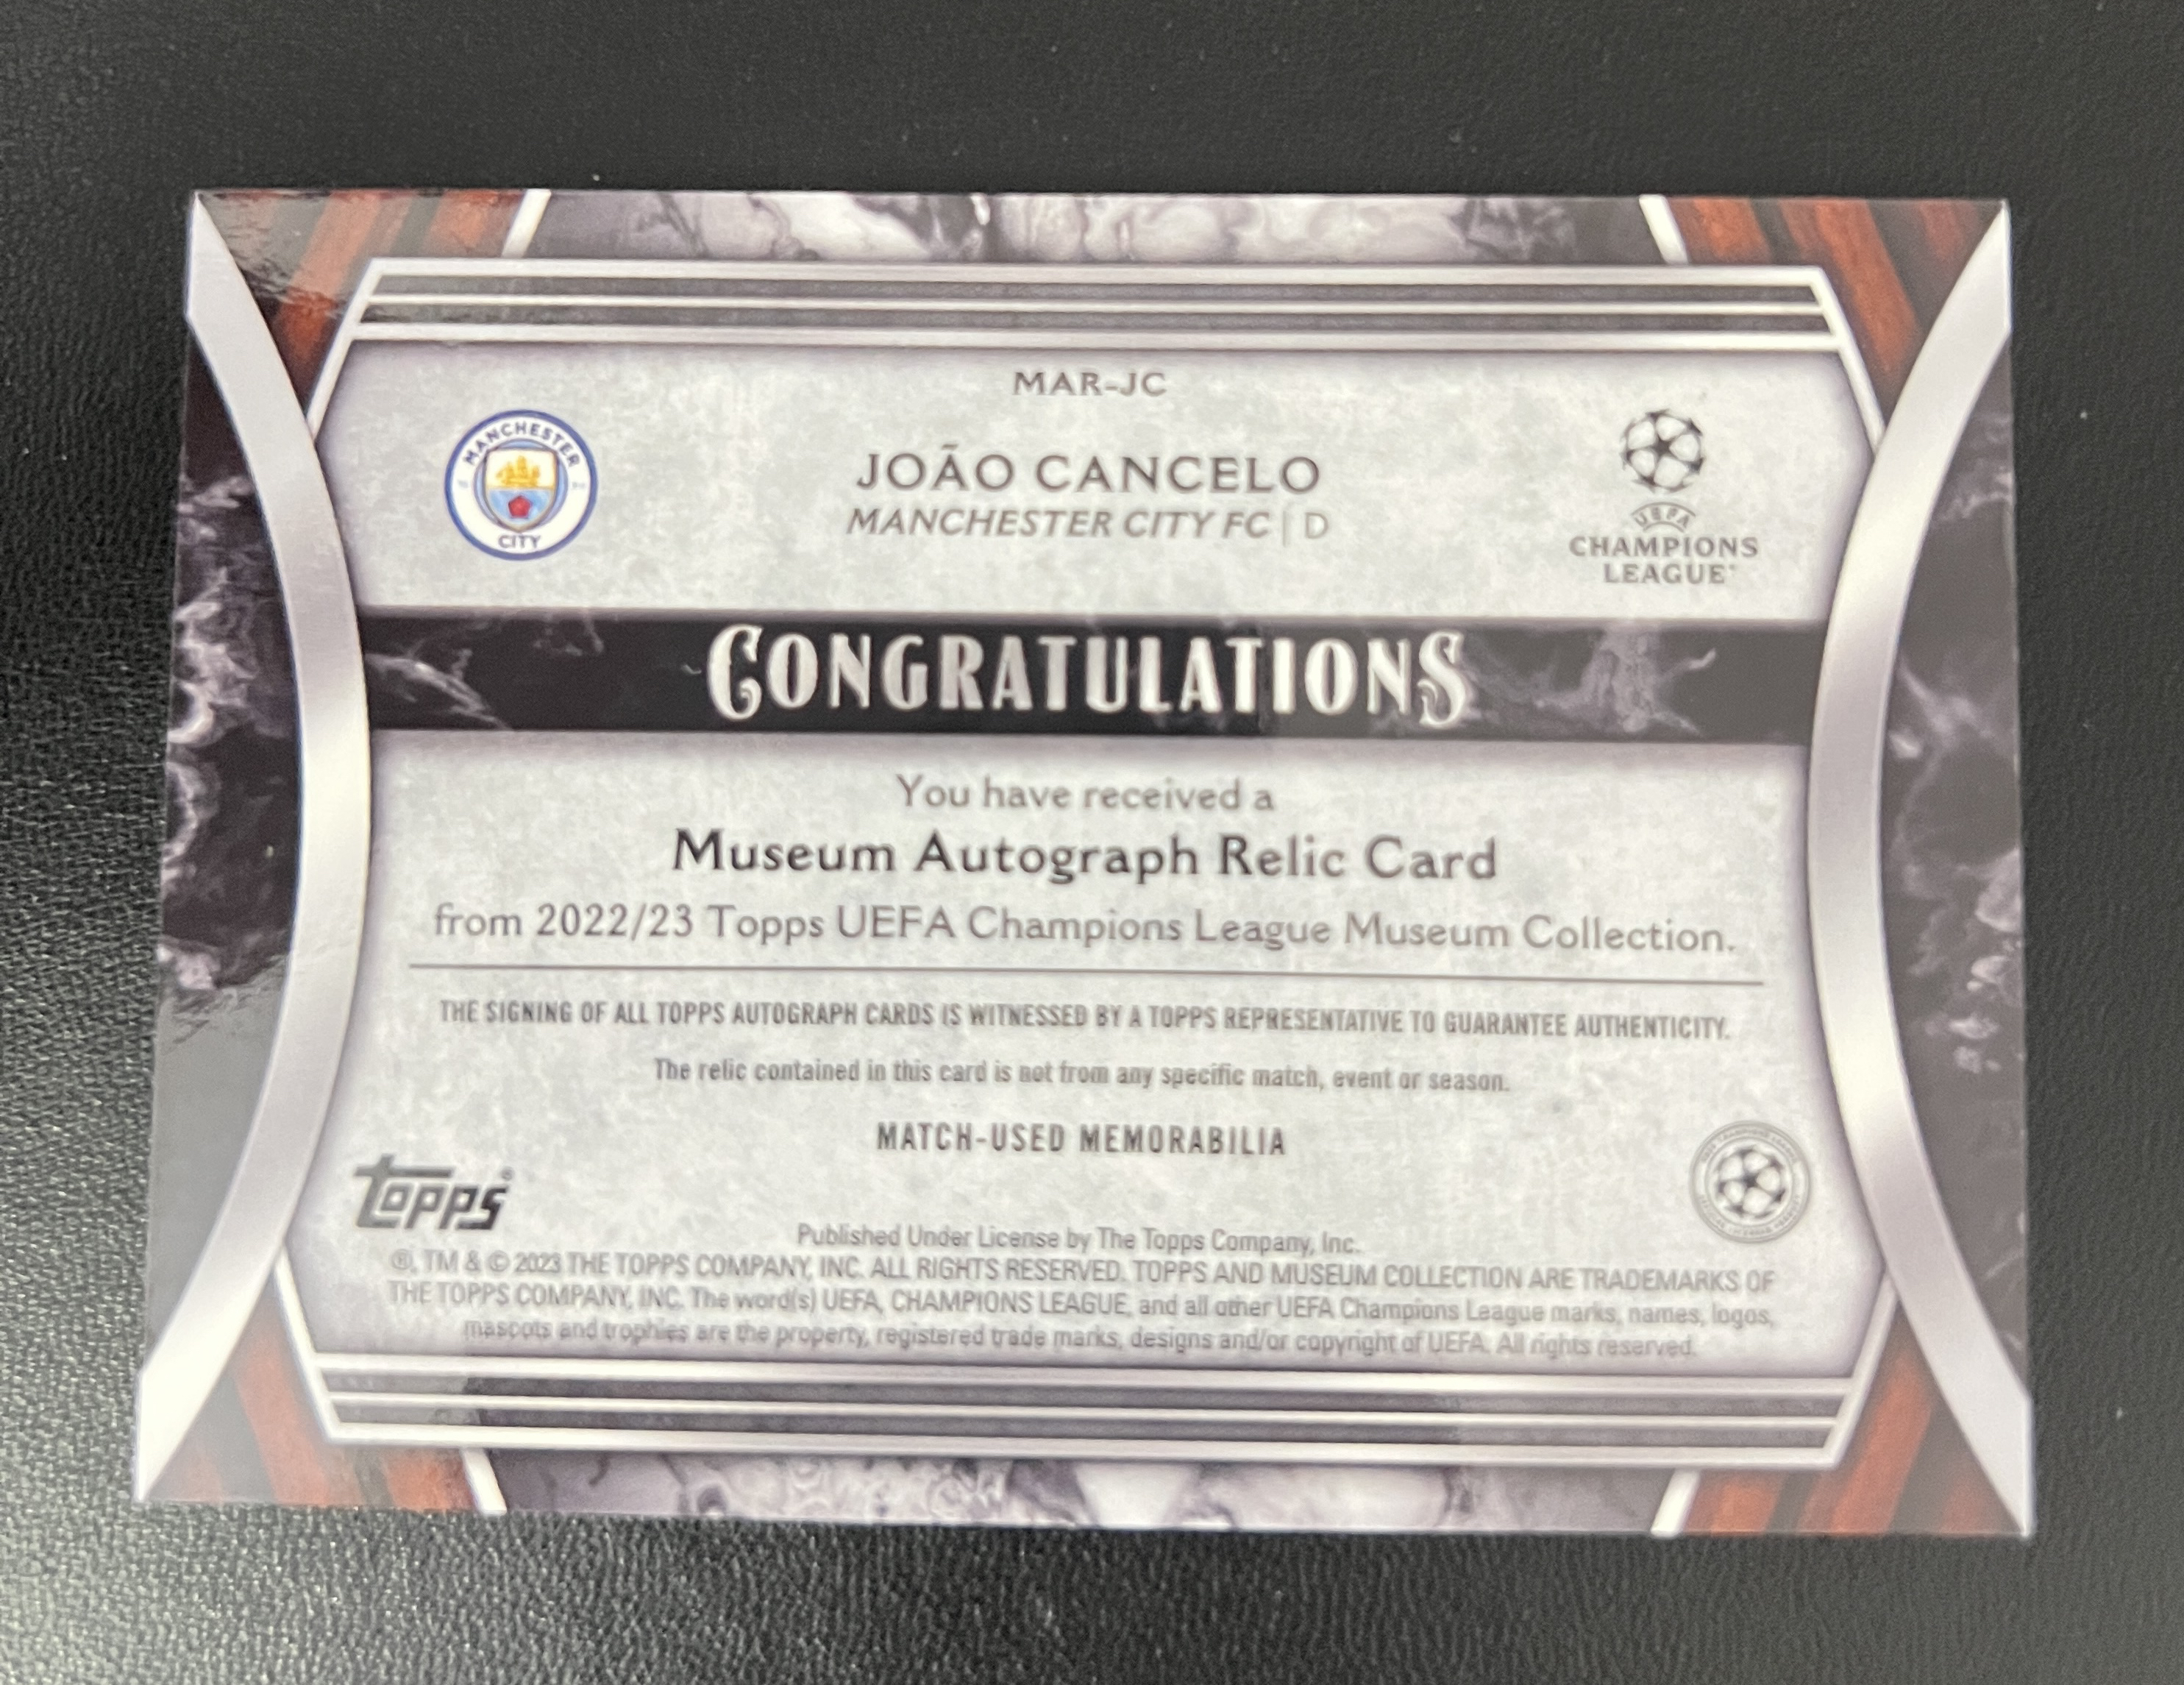 MAR-JC
MANCHESTER
CITY
JOÃO CANCELO
MANCHESTER CITY FC | D
UEFA
CHAMPIONS
LEAGUE
CONGRATULATIONS
You have received a
Museum Autograph Relic Card
from 2022/23 Topps UEFA Champions League Museum Collection.
THE SIGNING OF ALL TOPPS AUTOGRAPH CARDS IS WITNESSED BY A TOPPS REPRESENTATIVE TO GUARANTEE AUTHENTICITY.
The relic contained in this card is not from any specific match, event or season.
MATCH-USED MEMORABILIA
topps®
Published Under License by The Topps Company, Inc.
®, TM & © 2023 THE TOPPS COMPANY, INC. ALL RIGHTS RESERVED. TOPPS AND MUSEUM COLLECTION ARE TRADEMARKS OF
THE TOPPS COMPANY, INC. The word(s) UEFA, CHAMPIONS LEAGUE, and all other UEFA Champions League marks, names, logos,
mascots and trophies are the property, registered trade marks, designs and/or copyright of UEFA. All rights reserved.